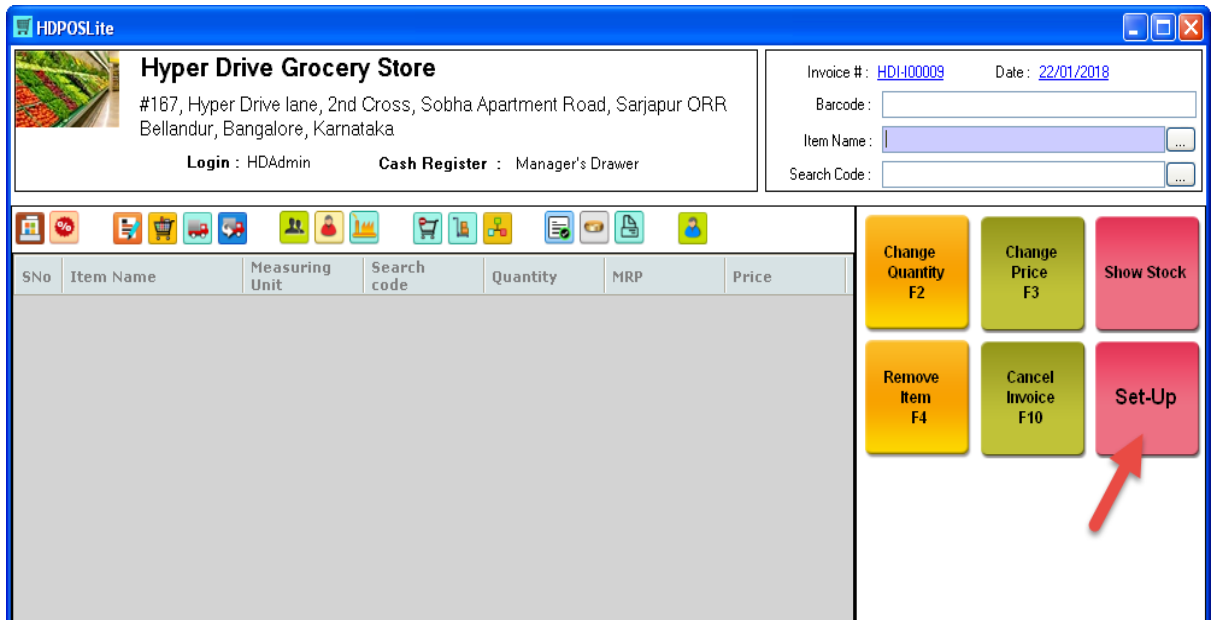 HDPOSLite
Hyper Drive Grocery Store
#167, Hyper Drive lane, 2nd Cross, Sobha Apartment Road, Sarjapur ORR
Bellandur, Bangalore, Karnataka
Login : HDAdmin Cash Register : Manager's Drawer
Invoice # : HDI-I00009 Date : 22/01/2018
Barcode :
Item Name :
...
Search Code :
...
SNo Item Name Measuring Unit Search code Quantity MRP Price
Change
Quantity
F2
Change
Price
F3
Show Stock
Remove
Item
F4
Cancel
Invoice
F10
Set-Up